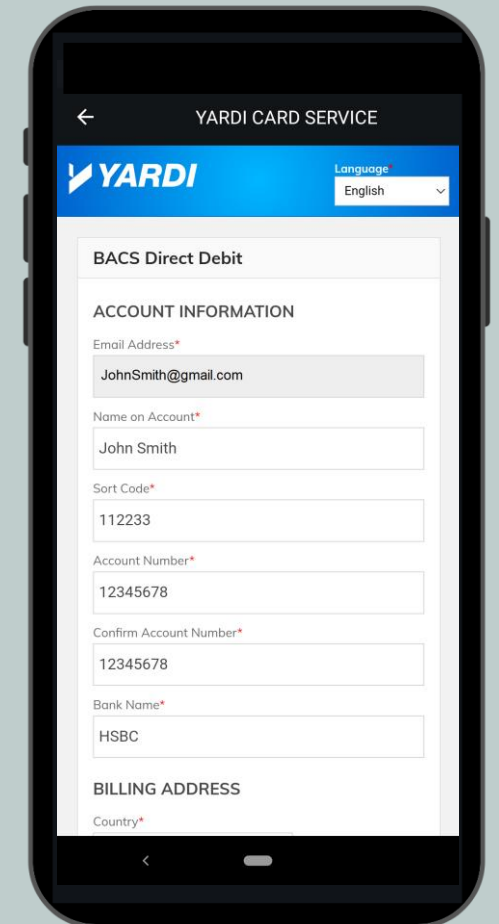 YARDI CARD SERVICE
YARDI
Language*
English
BACS Direct Debit
ACCOUNT INFORMATION
Email Address*
JohnSmith@gmail.com
Name on Account*
John Smith
Sort Code*
112233
Account Number*
12345678
Confirm Account Number*
12345678
Bank Name*
HSBC
BILLING ADDRESS
Country*